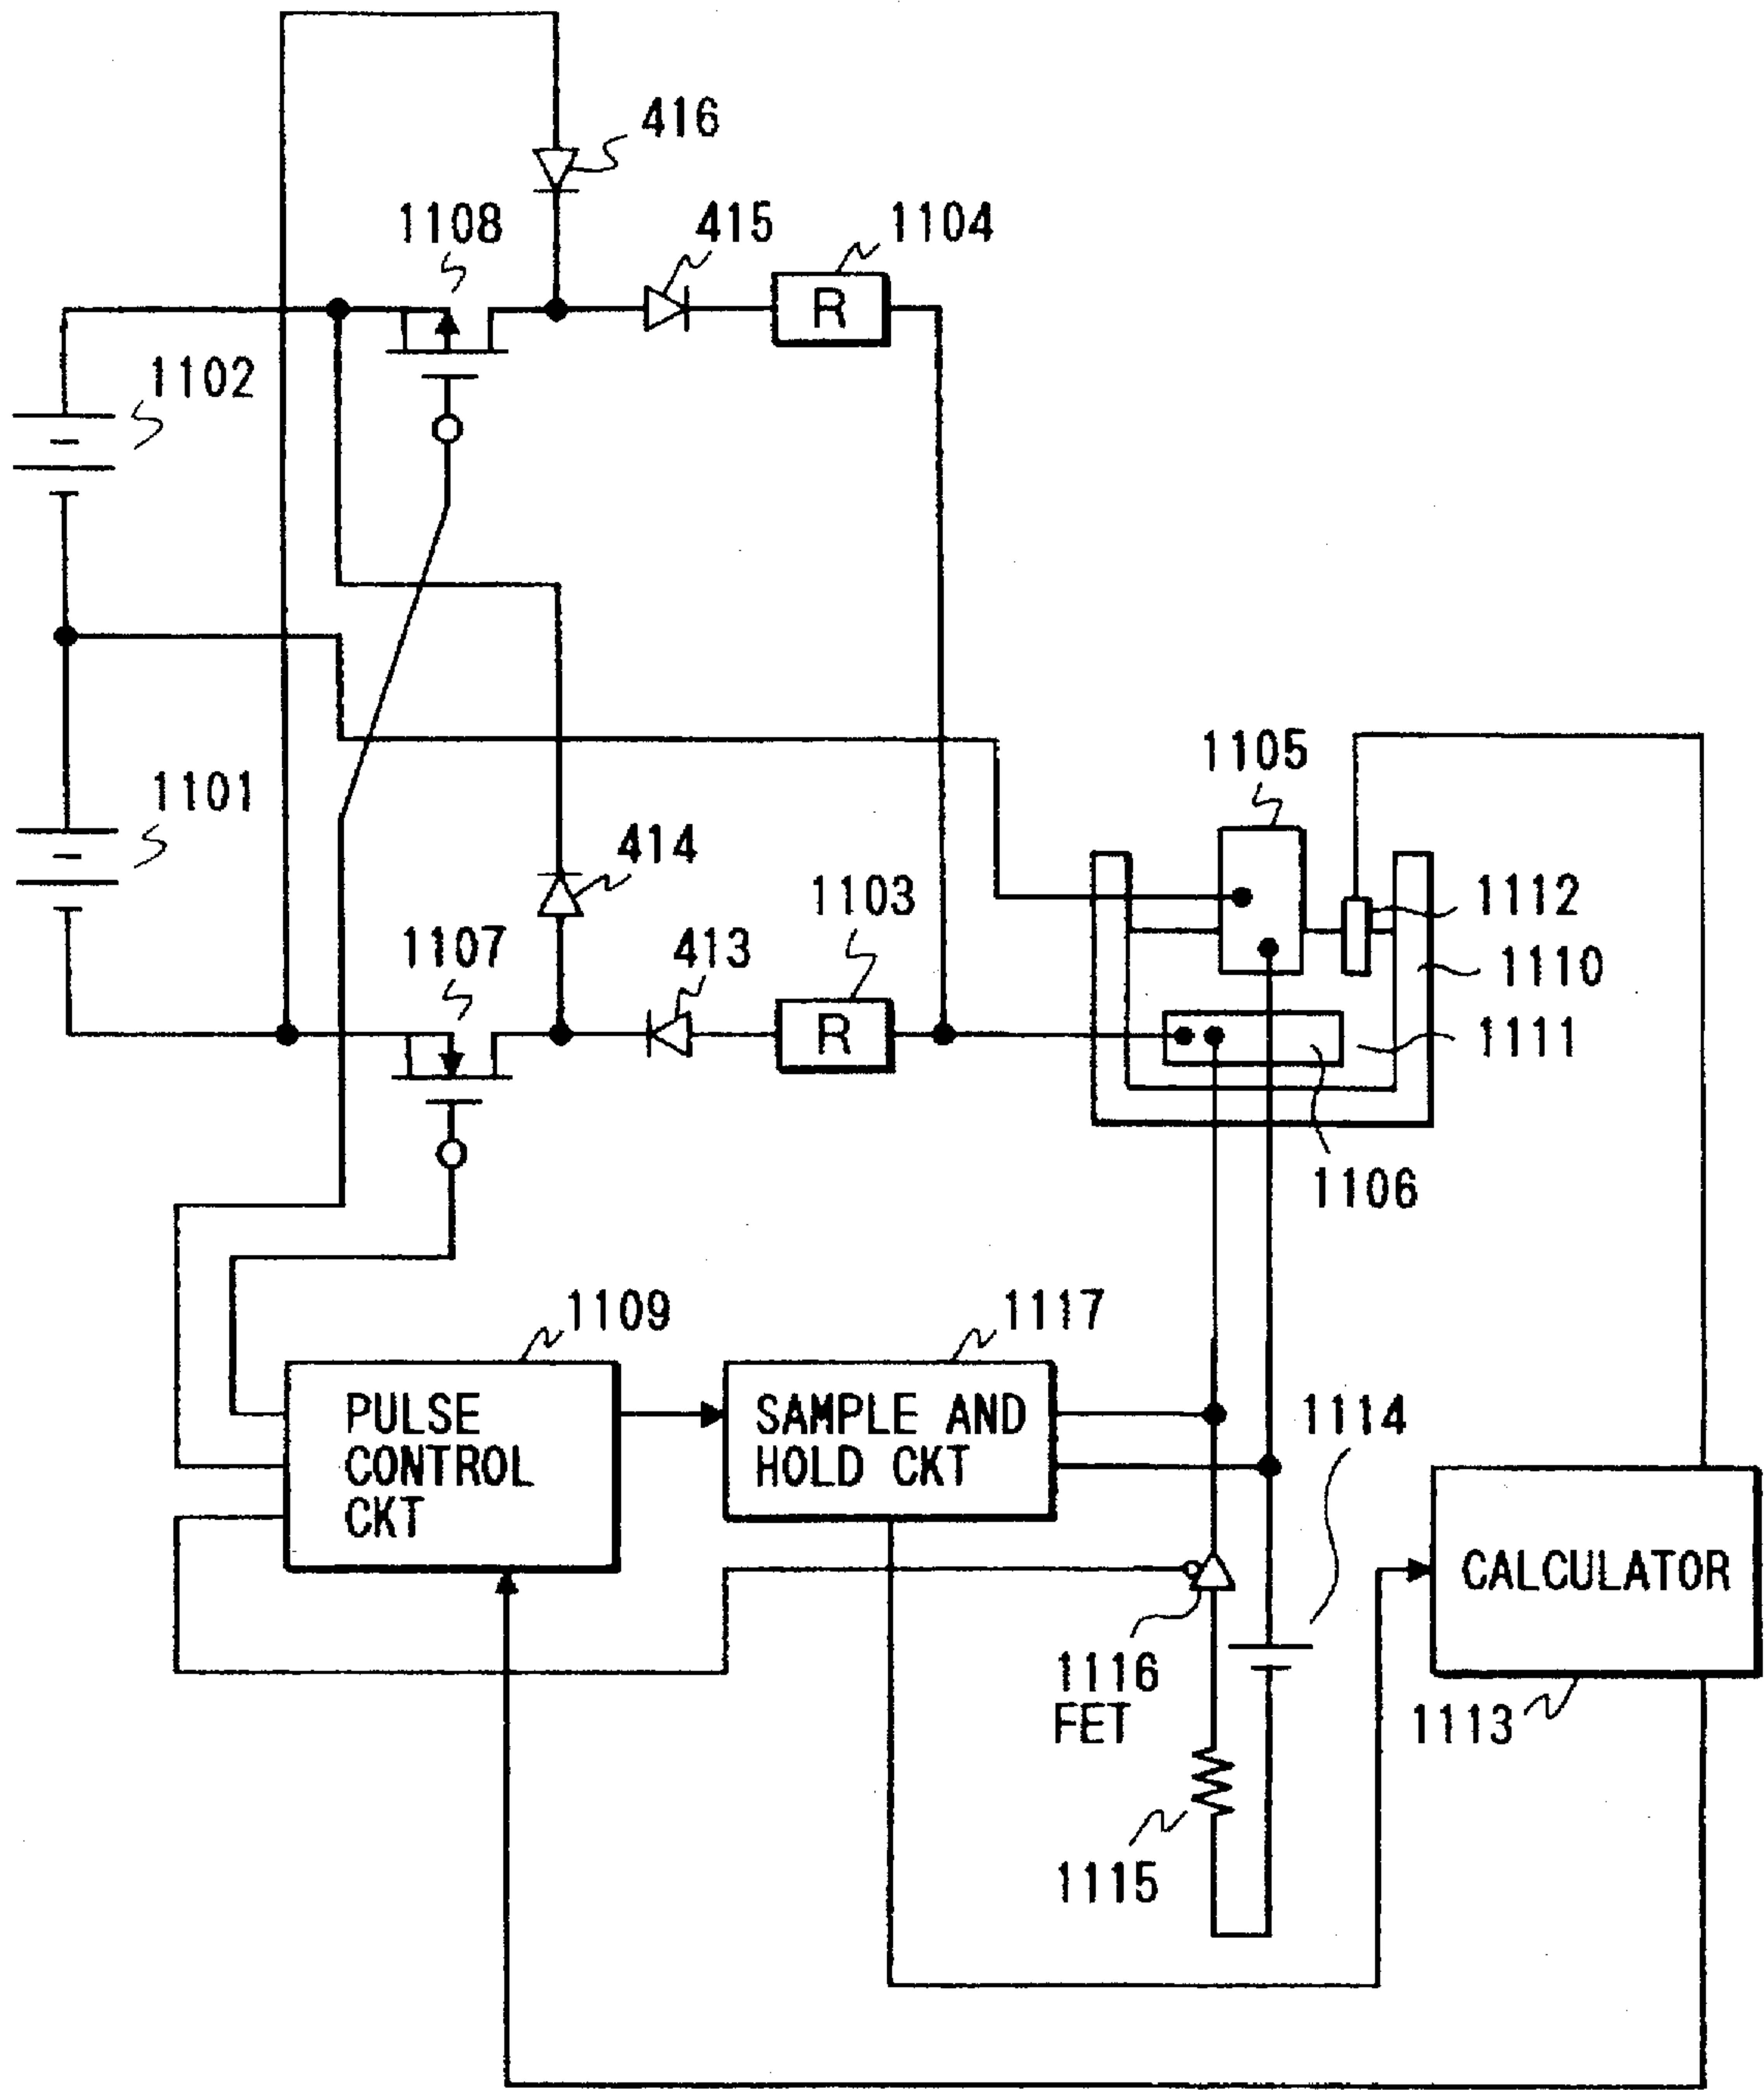 416
1108
415
1104
R
1102
1105
1101
414
1103
1112
1107
413
1110
R
1111
1106
1109
1117
PULSE
CONTROL
CKT
SAMPLE AND
HOLD CKT
1114
CALCULATOR
1116
FET
1113
1115